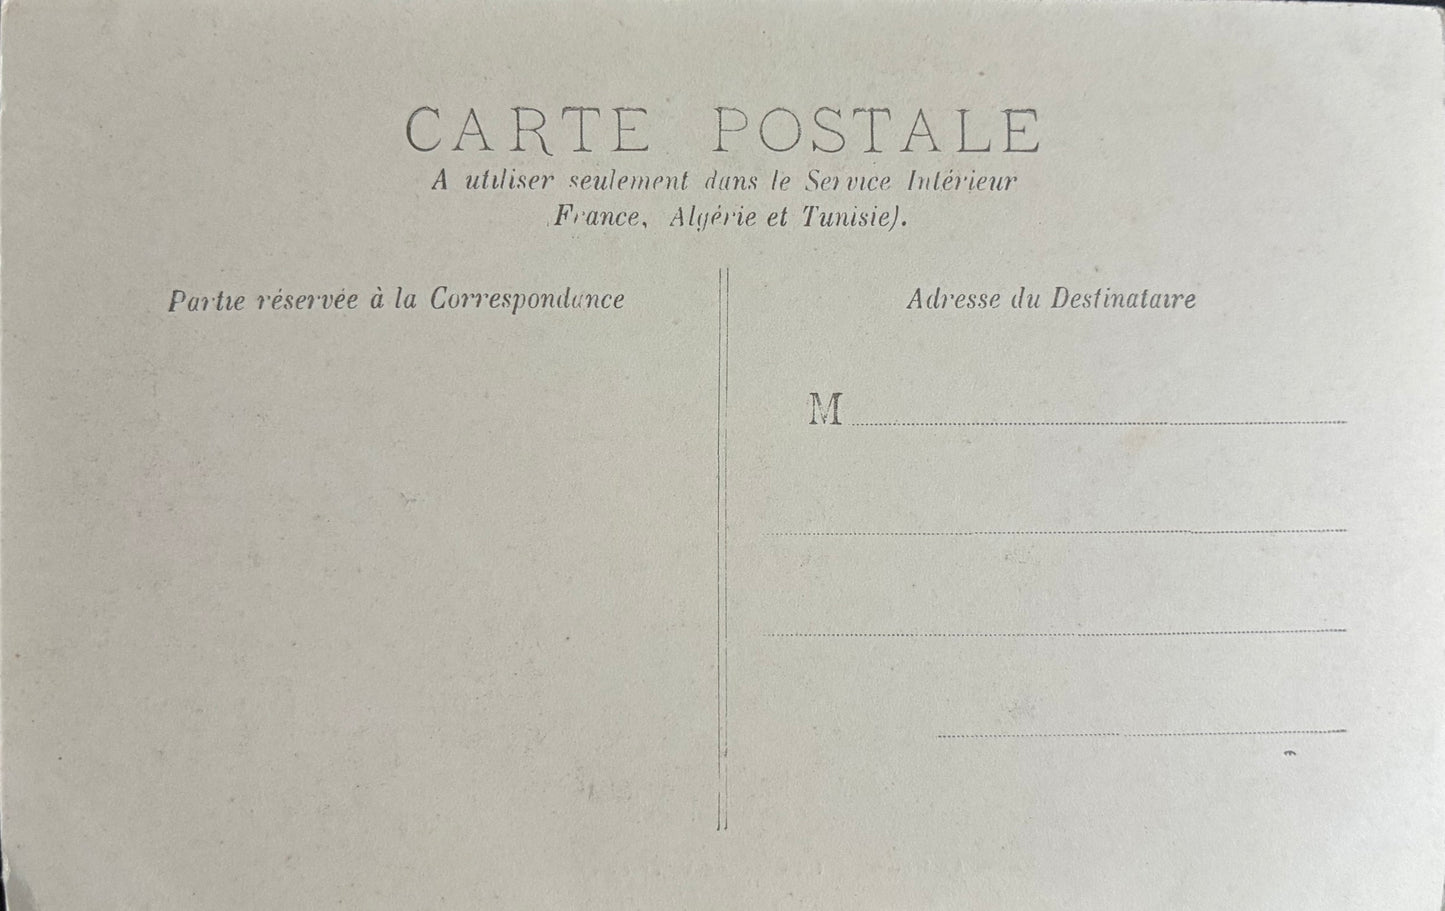 CARTE POSTALE
A utiliser seulement dans le Service Intérieur
France, Algérie et Tunisie).
Partie réservée à la Correspondance
Adresse du Destinataire
M